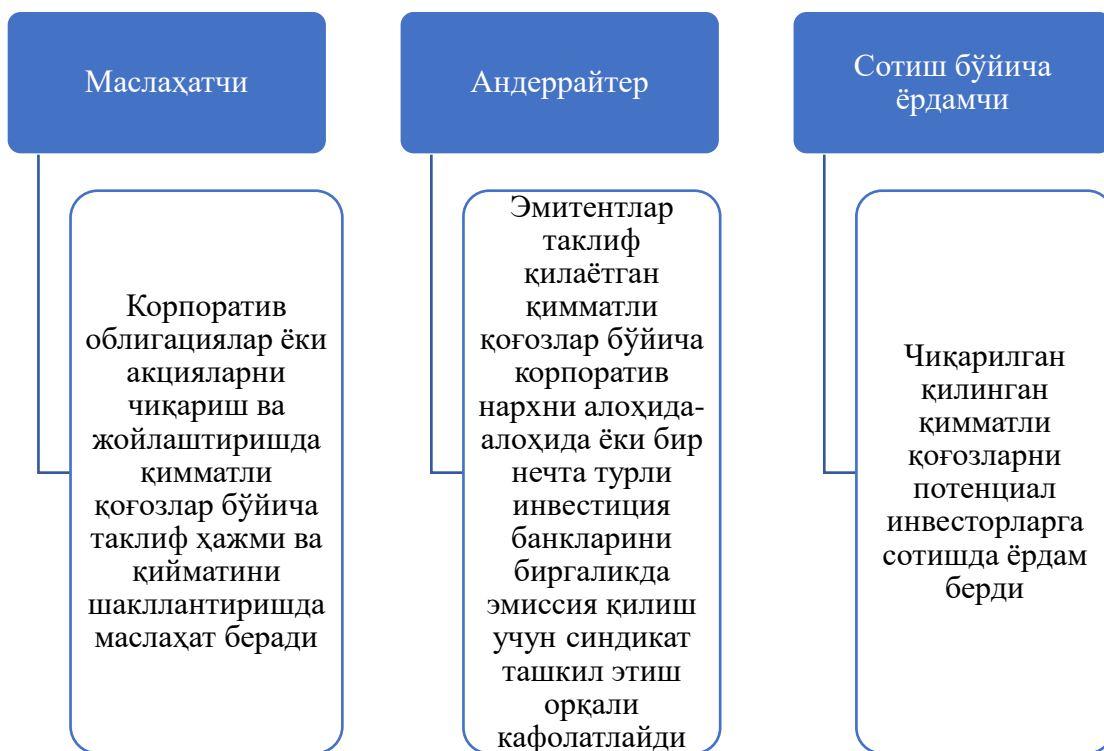 Маслаҳатчи
Корпоратив
облигациялар ёки
акцияларни
чиқариш ва
жойлаштиришда
қимматли
қоғозлар бўйича
таклиф ҳажми ва
қийматини
шакллантиришда
маслаҳат беради
Андеррайтер
Эмитентлар
таклиф
қилаётган
қимматли
қоғозлар бўйича
корпоратив
нархни алоҳида-
алоҳида ёки бир
нечта турли
инвестиция
банкларини
биргаликда
эмиссия қилиш
учун синдикат
ташкил этиш
орқали
кафолатлайди
Сотиш бўйича
ёрдамчи
Чиқарилган
қилинган
қимматли
қоғозларни
потенциал
инвесторларга
сотишда ёрдам
берди